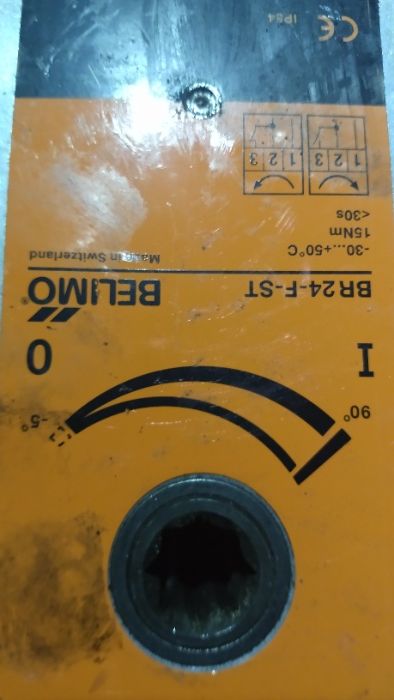 90° -5°
I 0
BR24-F-ST BELIMO
-30...+50°C Made in Switzerland
15Nm
<30s
1 2 3 1 2 3
CE IP54